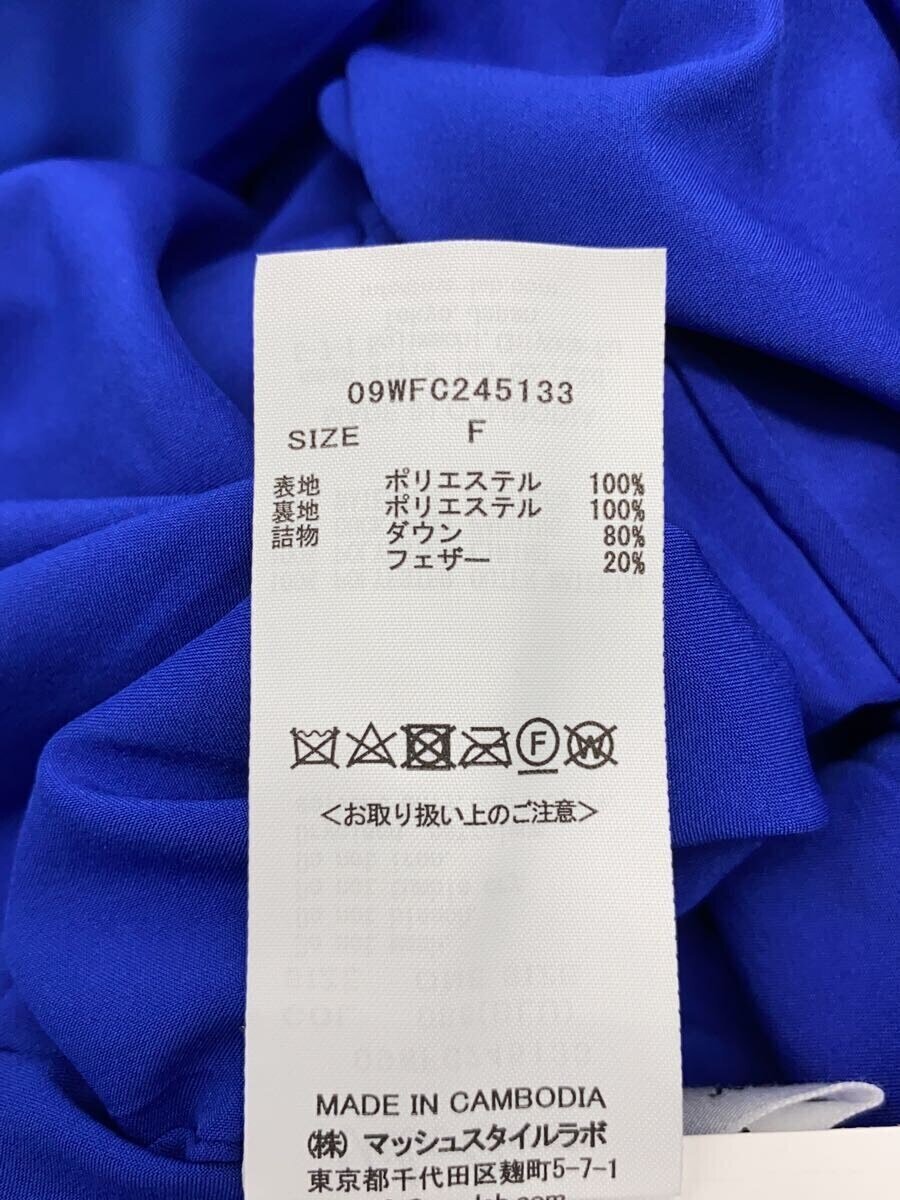 09WFC245133
SIZE F
表地 ポリエステル 100%
裏地 ポリエステル 100%
詰物 ダウン 80%
フェザー 20%
F W
<お取り扱い上のご注意>
MADE IN CAMBODIA
(株) マッシュスタイルラボ
東京都千代田区麹町5-7-1